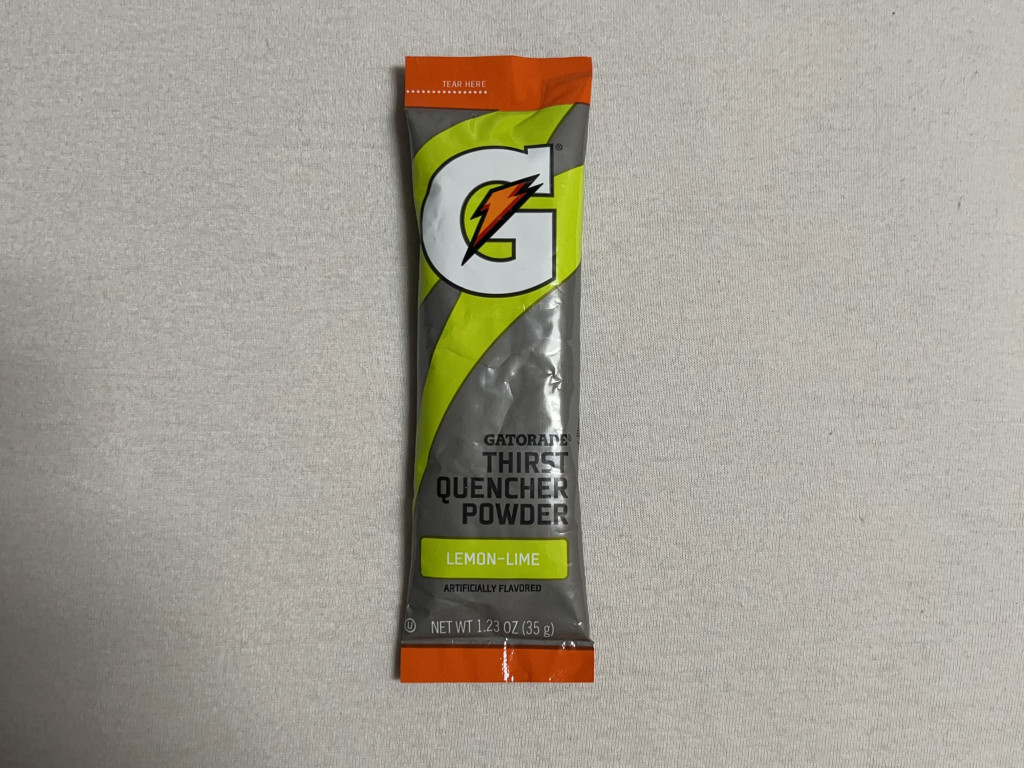 TEAR HERE
G®
GATORADE®
THIRST
QUENCHER
POWDER
LEMON-LIME
ARTIFICIALLY FLAVORED
U NET WT 1.23 OZ (35 g)